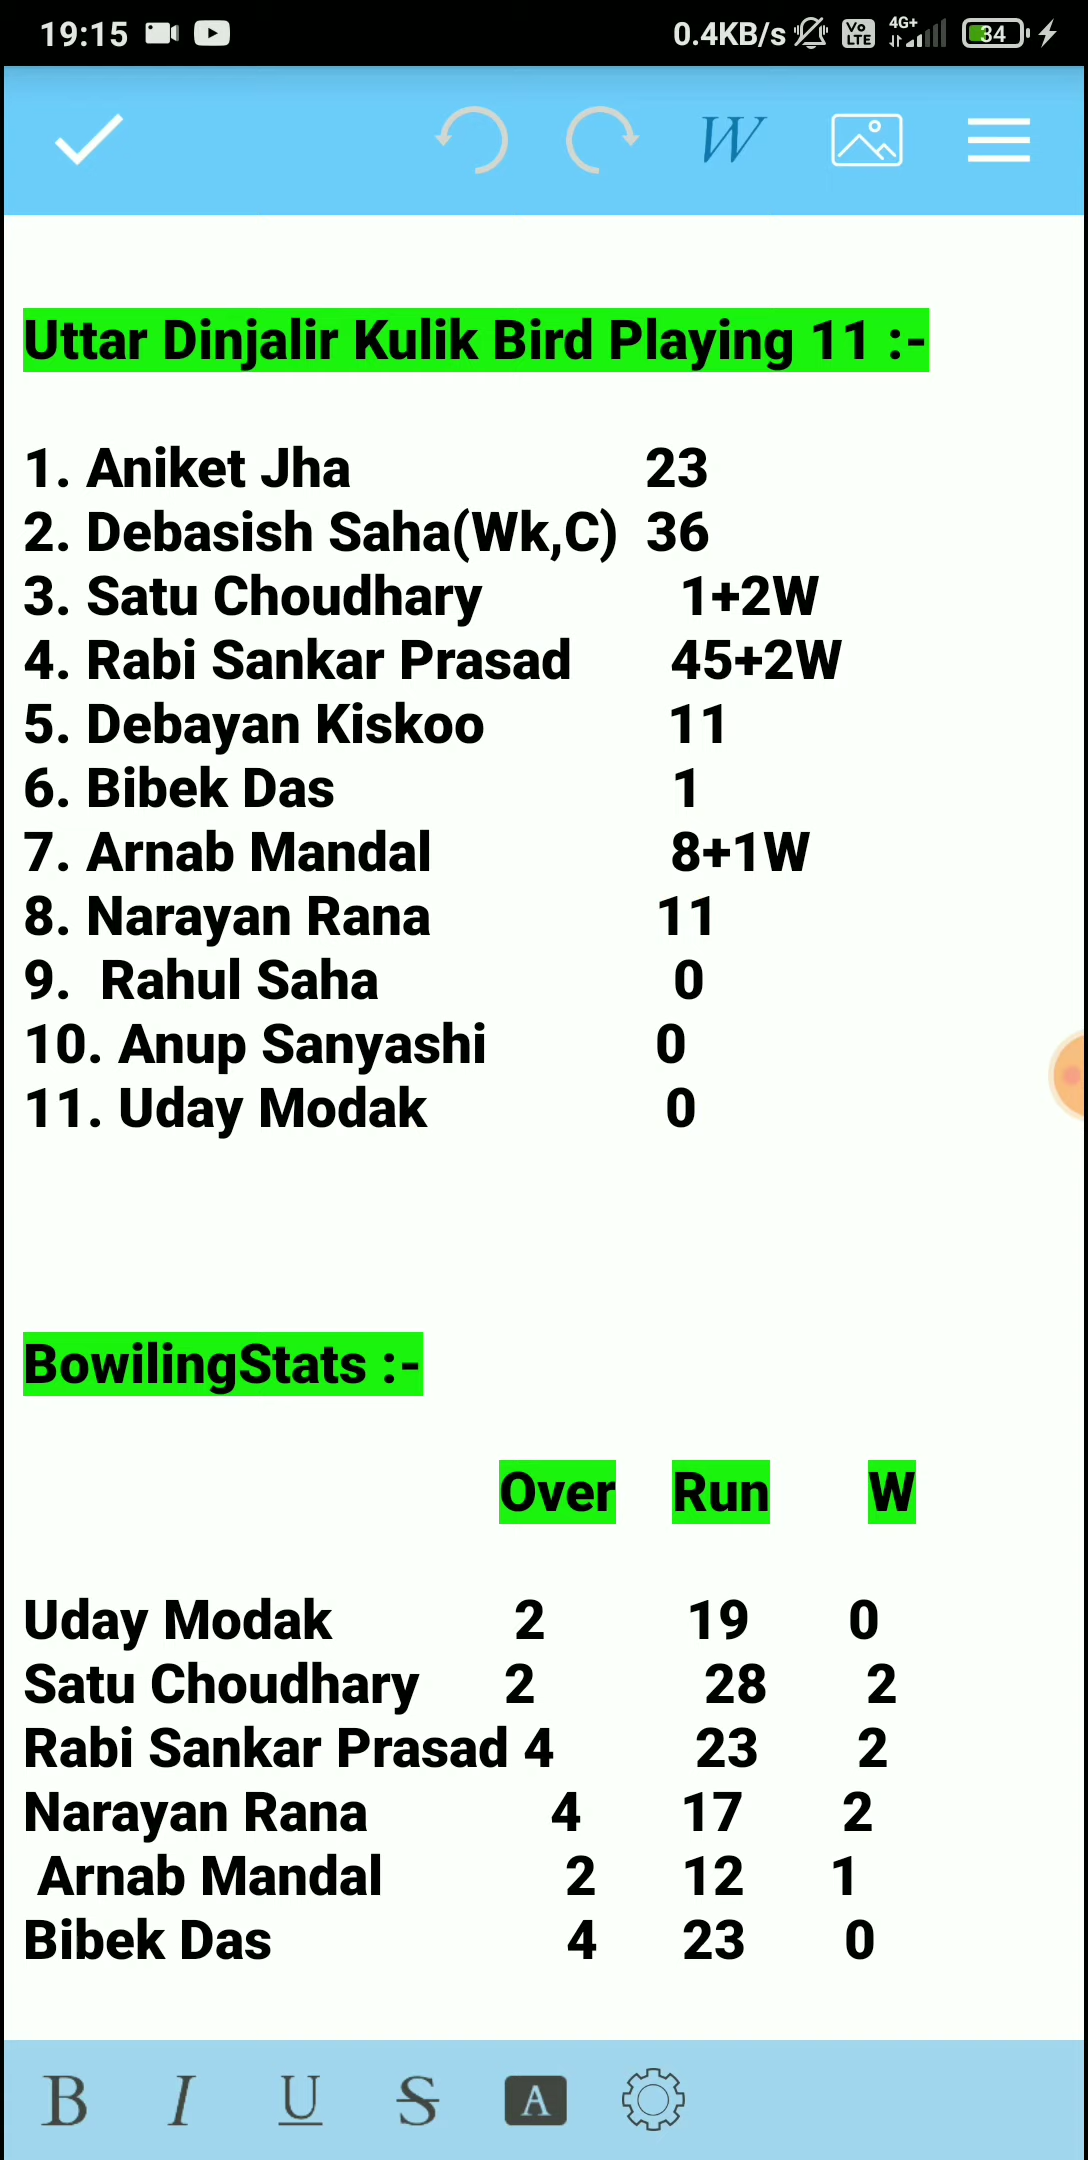 19:15 0.4KB/s Vo LTE 4G+ 34
W
Uttar Dinjalir Kulik Bird Playing 11 :-
1. Aniket Jha 23
2. Debasish Saha(Wk,C) 36
3. Satu Choudhary 1+2W
4. Rabi Sankar Prasad 45+2W
5. Debayan Kiskoo 11
6. Bibek Das 1
7. Arnab Mandal 8+1W
8. Narayan Rana 11
9. Rahul Saha 0
10. Anup Sanyashi 0
11. Uday Modak 0
BowilingStats :-
Over Run W
Uday Modak 2 19 0
Satu Choudhary 2 28 2
Rabi Sankar Prasad 4 23 2
Narayan Rana 4 17 2
Arnab Mandal 2 12 1
Bibek Das 4 23 0
B I U S A